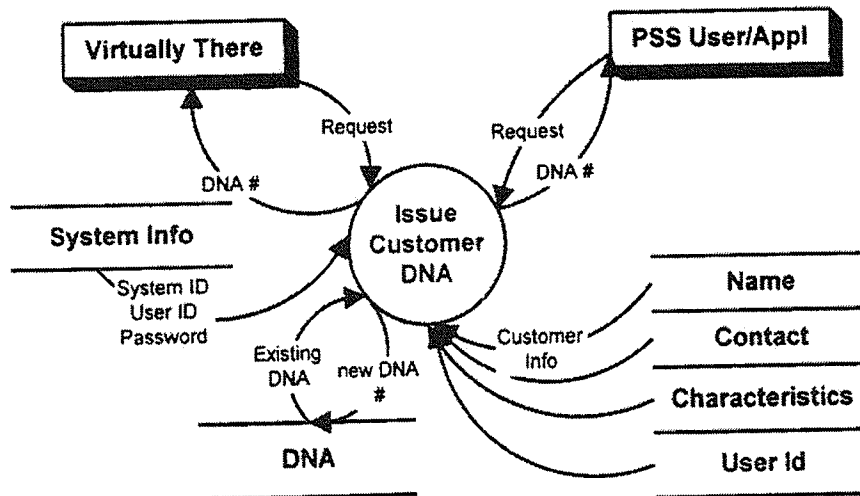 Virtually There
PSS User/Appl
Request
Request
DNA #
DNA #
Issue
Customer
DNA
System Info
System ID
User ID
Password
Name
Customer
Info
Contact
Existing
DNA
new DNA
#
Characteristics
DNA
User Id